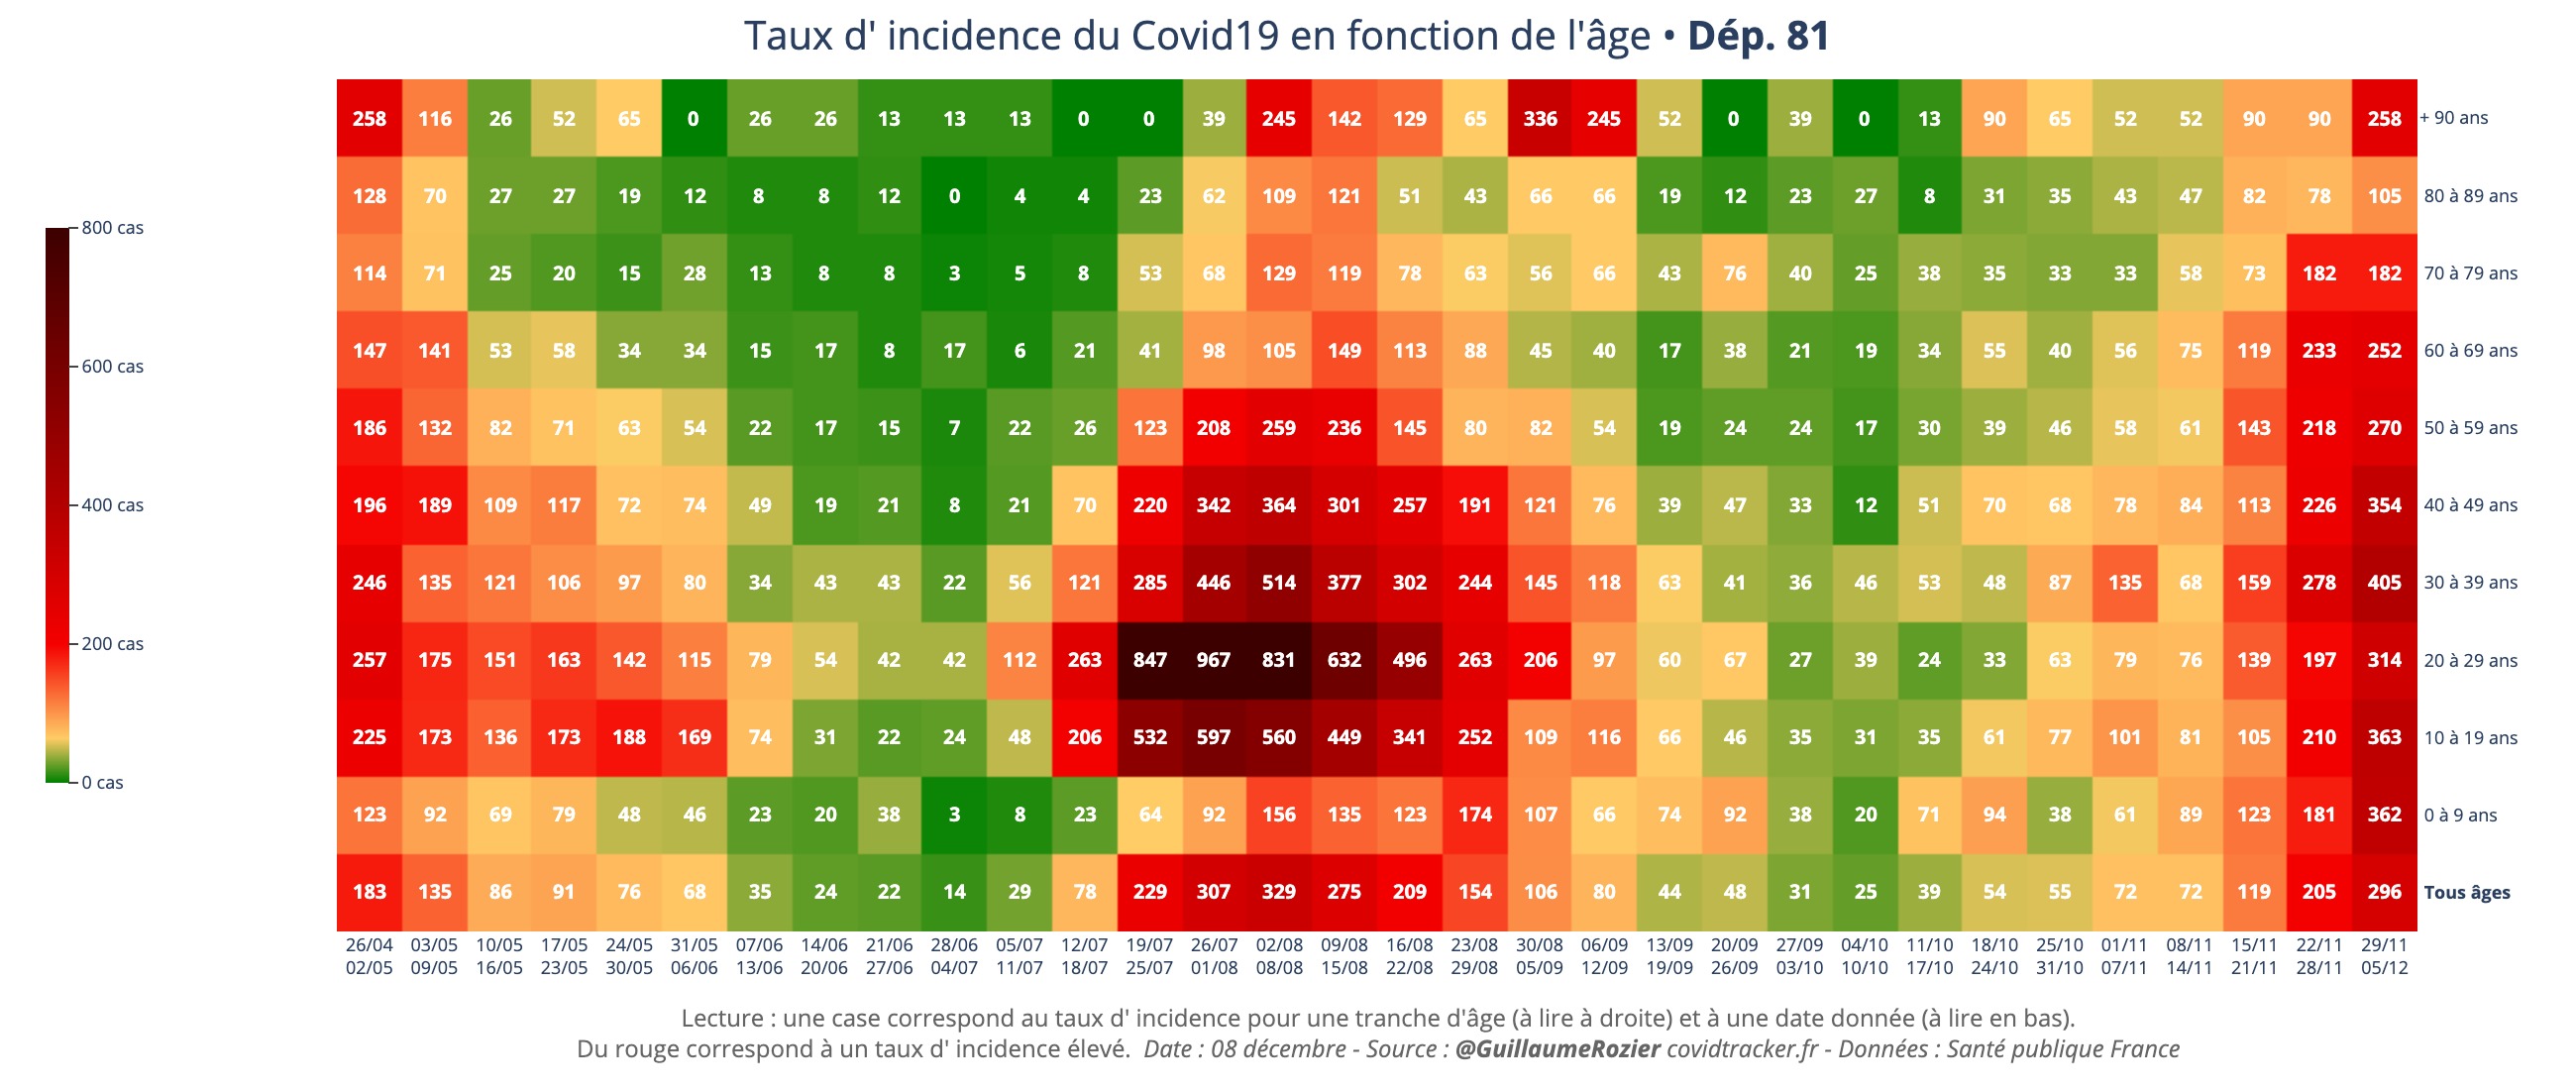 Taux d' incidence du Covid19 en fonction de l'âge • Dép. 81
800 cas
600 cas
400 cas
200 cas
0 cas
258 116 26 52 65 0 26 26 13 13 13 0 0 39 245 142 129 65 336 245 52 0 39 0 13 90 65 52 52 90 90 258 + 90 ans
128 70 27 27 19 12 8 8 12 0 4 4 23 62 109 121 51 43 66 66 19 12 23 27 8 31 35 43 47 82 78 105 80 à 89 ans
114 71 25 20 15 28 13 8 8 3 5 8 53 68 129 119 78 63 56 66 43 76 40 25 38 35 33 33 58 73 182 182 70 à 79 ans
147 141 53 58 34 34 15 17 8 17 6 21 41 98 105 149 113 88 45 40 17 38 21 19 34 55 40 56 75 119 233 252 60 à 69 ans
186 132 82 71 63 54 22 17 15 7 22 26 123 208 259 236 145 80 82 54 19 24 24 17 30 39 46 58 61 143 218 270 50 à 59 ans
196 189 109 117 72 74 49 19 21 8 21 70 220 342 364 301 257 191 121 76 39 47 33 12 51 70 68 78 84 113 226 354 40 à 49 ans
246 135 121 106 97 80 34 43 43 22 56 121 285 446 514 377 302 244 145 118 63 41 36 46 53 48 87 135 68 159 278 405 30 à 39 ans
257 175 151 163 142 115 79 54 42 42 112 263 847 967 831 632 496 263 206 97 60 67 27 39 24 33 63 79 76 139 197 314 20 à 29 ans
225 173 136 173 188 169 74 31 22 24 48 206 532 597 560 449 341 252 109 116 66 46 35 31 35 61 77 101 81 105 210 363 10 à 19 ans
123 92 69 79 48 46 23 20 38 3 8 23 64 92 156 135 123 174 107 66 74 92 38 20 71 94 38 61 89 123 181 362 0 à 9 ans
183 135 86 91 76 68 35 24 22 14 29 78 229 307 329 275 209 154 106 80 44 48 31 25 39 54 55 72 72 119 205 296 Tous âges
26/04 03/05 10/05 17/05 24/05 31/05 07/06 14/06 21/06 28/06 05/07 12/07 19/07 26/07 02/08 09/08 16/08 23/08 30/08 06/09 13/09 20/09 27/09 04/10 11/10 18/10 25/10 01/11 08/11 15/11 22/11 29/11
02/05 09/05 16/05 23/05 30/05 06/06 13/06 20/06 27/06 04/07 11/07 18/07 25/07 01/08 08/08 15/08 22/08 29/08 05/09 12/09 19/09 26/09 03/10 10/10 17/10 24/10 31/10 07/11 14/11 21/11 28/11 05/12
Lecture : une case correspond au taux d' incidence pour une tranche d'âge (à lire à droite) et à une date donnée (à lire en bas).
Du rouge correspond à un taux d' incidence élevé. Date : 08 décembre - Source : @GuillaumeRozier covidtracker.fr - Données : Santé publique France